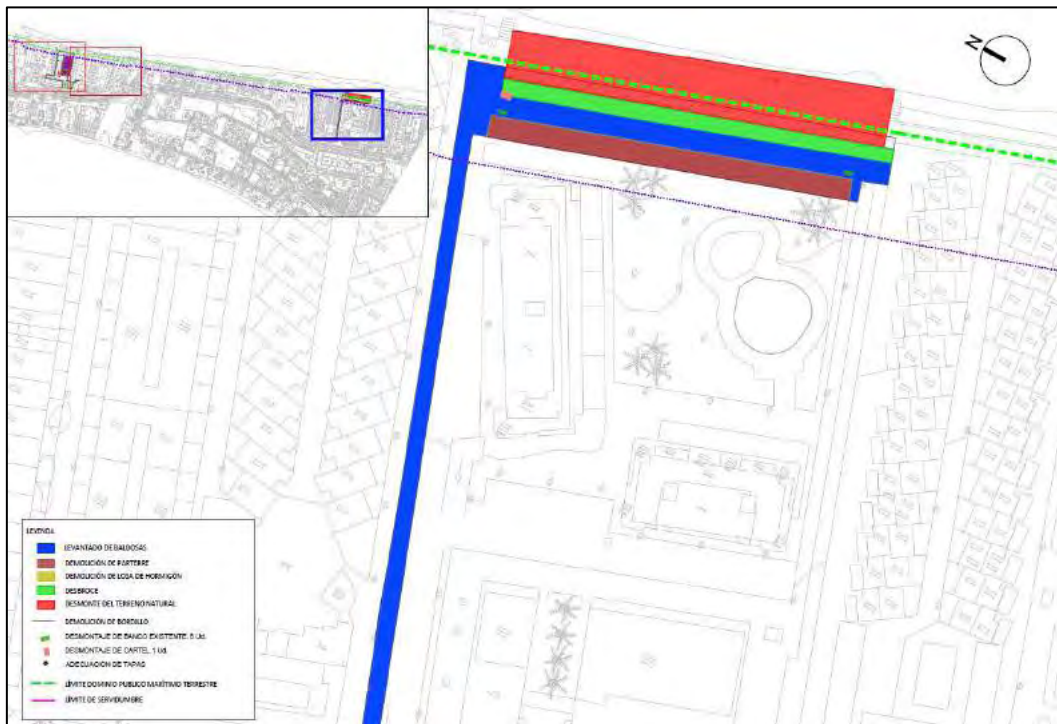 N
LEYENDA
LEVANTADO DE BALDOSAS
DEMOLICIÓN DE PARTERRE
DEMOLICIÓN DE LOSA DE HORMIGÓN
DESBROCE
DESMONTE DEL TERRENO NATURAL
DEMOLICIÓN DE BORDILLO
DESMONTAJE DE BANCO EXISTENTE. 5 Ud.
DESMONTAJE DE CARTEL. 1 Ud.
ADECUACIÓN DE TAPAS
LÍMITE DOMINIO PUBLICO MARÍTIMO TERRESTRE
LÍMITE DE SERVIDUMBRE